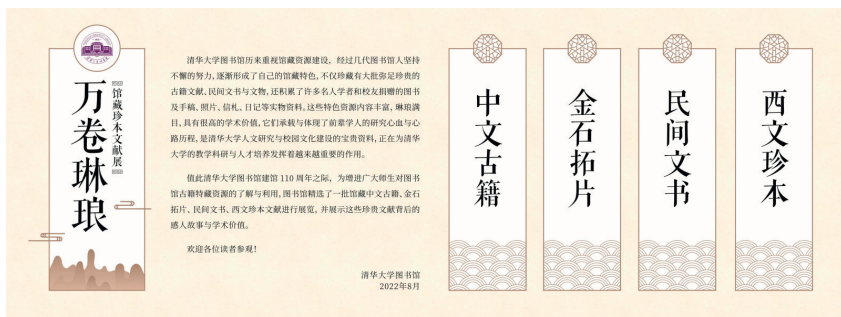 万卷琳琅
馆藏珍本文献展
清华大学图书馆历来重视馆藏资源建设，经过几代图书馆人坚持
不懈的努力，逐渐形成了自己的馆藏特色，不仅珍藏有大批弥足珍贵的
古籍文献、民间文书与文物，还积累了许多名人学者和校友捐赠的图书
及手稿、照片、信札、日记等实物资料。这些特色资源内容丰富，琳琅满
目，具有很高的学术价值，它们承载与体现了前辈学人的研究心血与心
路历程，是清华大学人文研究与校园文化建设的宝贵资料，正在为清华
大学的教学科研与人才培养发挥着越来越重要的作用。
值此清华大学图书馆建馆 110 周年之际，为增进广大师生对图书
馆古籍特藏资源的了解与利用，图书馆精选了一批馆藏中文古籍、金石
拓片、民间文书、西文珍本文献进行展览，并展示这些珍贵文献背后的
感人故事与学术价值。
欢迎各位读者参观！
清华大学图书馆
2022年8月
中文古籍
金石拓片
民间文书
西文珍本